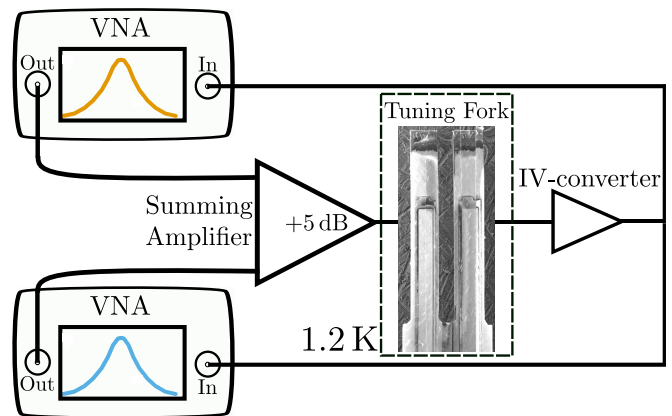 VNA
Out
In
Tuning Fork
IV-converter
Summing
Amplifier
+5 dB
VNA
1.2 K
Out
In